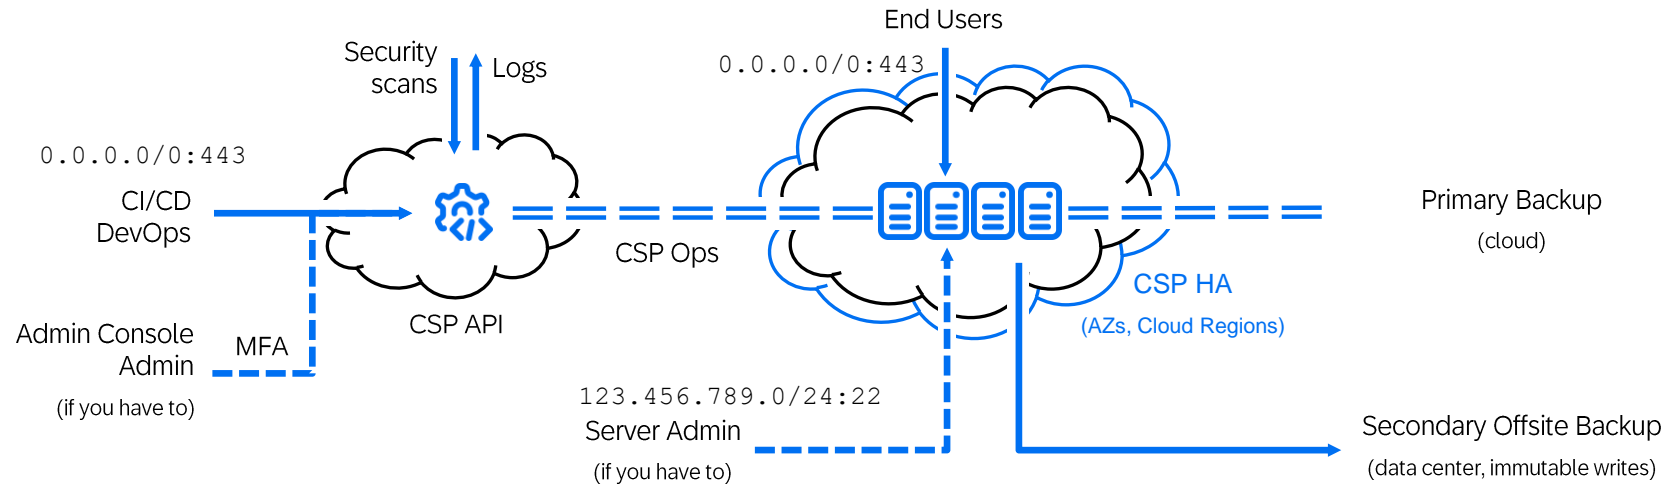 End Users
0.0.0.0/0:443
Security
scans
Logs
0.0.0.0/0:443
CI/CD
DevOps
Primary Backup
(cloud)
CSP Ops
CSP HA
(AZs, Cloud Regions)
CSP API
Admin Console
Admin
MFA
(if you have to)
123.456.789.0/24:22
Server Admin
(if you have to)
Secondary Offsite Backup
(data center, immutable writes)